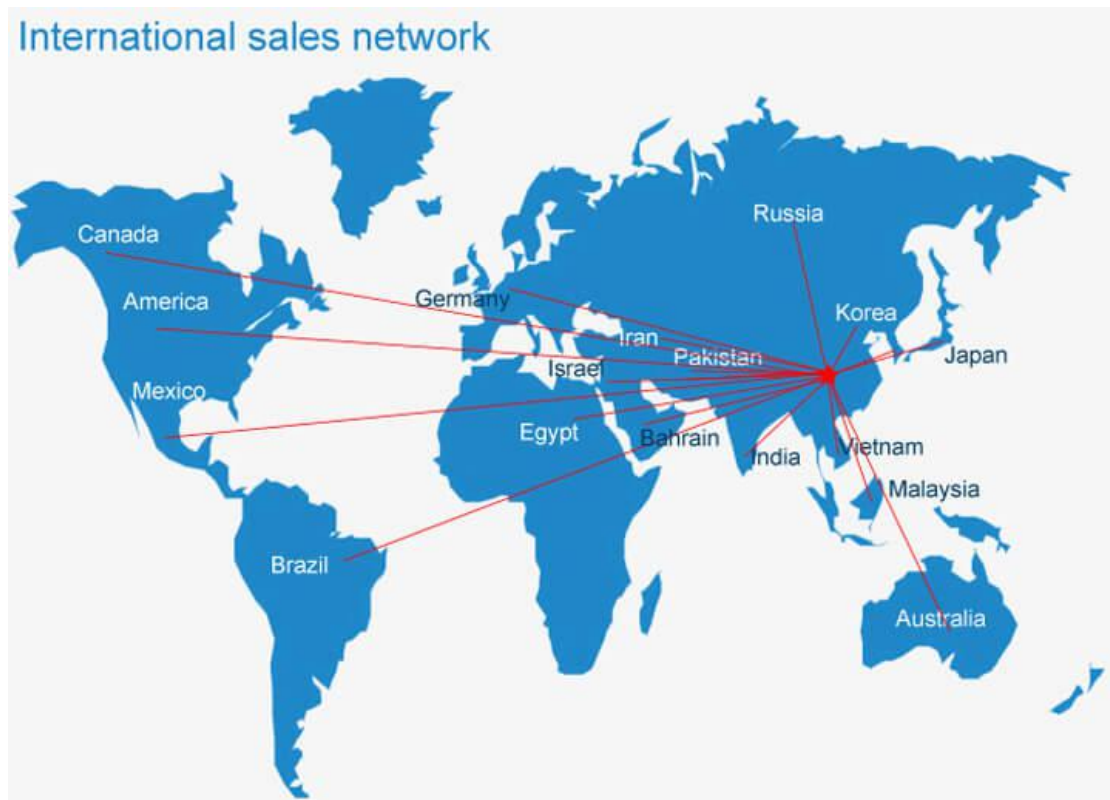 International sales network
Russia
Canada
Germany
America
Korea
Iran
Japan
Pakistan
Israel
Mexico
Egypt
Bahrain
Vietnam
India
Malaysia
Brazil
Australia